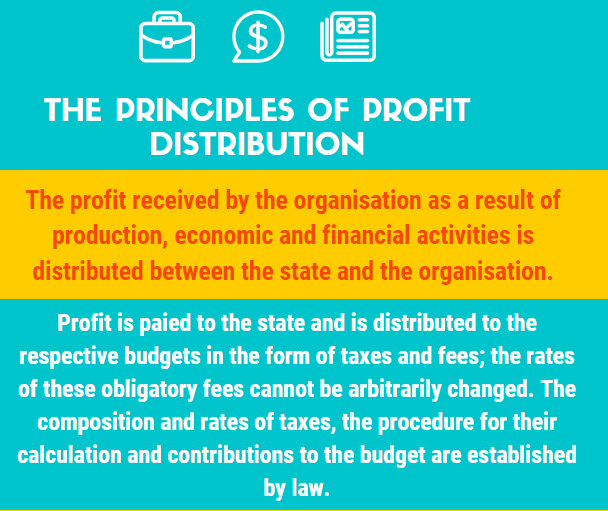 THE PRINCIPLES OF PROFIT
DISTRIBUTION
The profit received by the organisation as a result of
production, economic and financial activities is
distributed between the state and the organisation.
Profit is paied to the state and is distributed to the
respective budgets in the form of taxes and fees; the rates
of these obligatory fees cannot be arbitrarily changed. The
composition and rates of taxes, the procedure for their
calculation and contributions to the budget are established
by law.